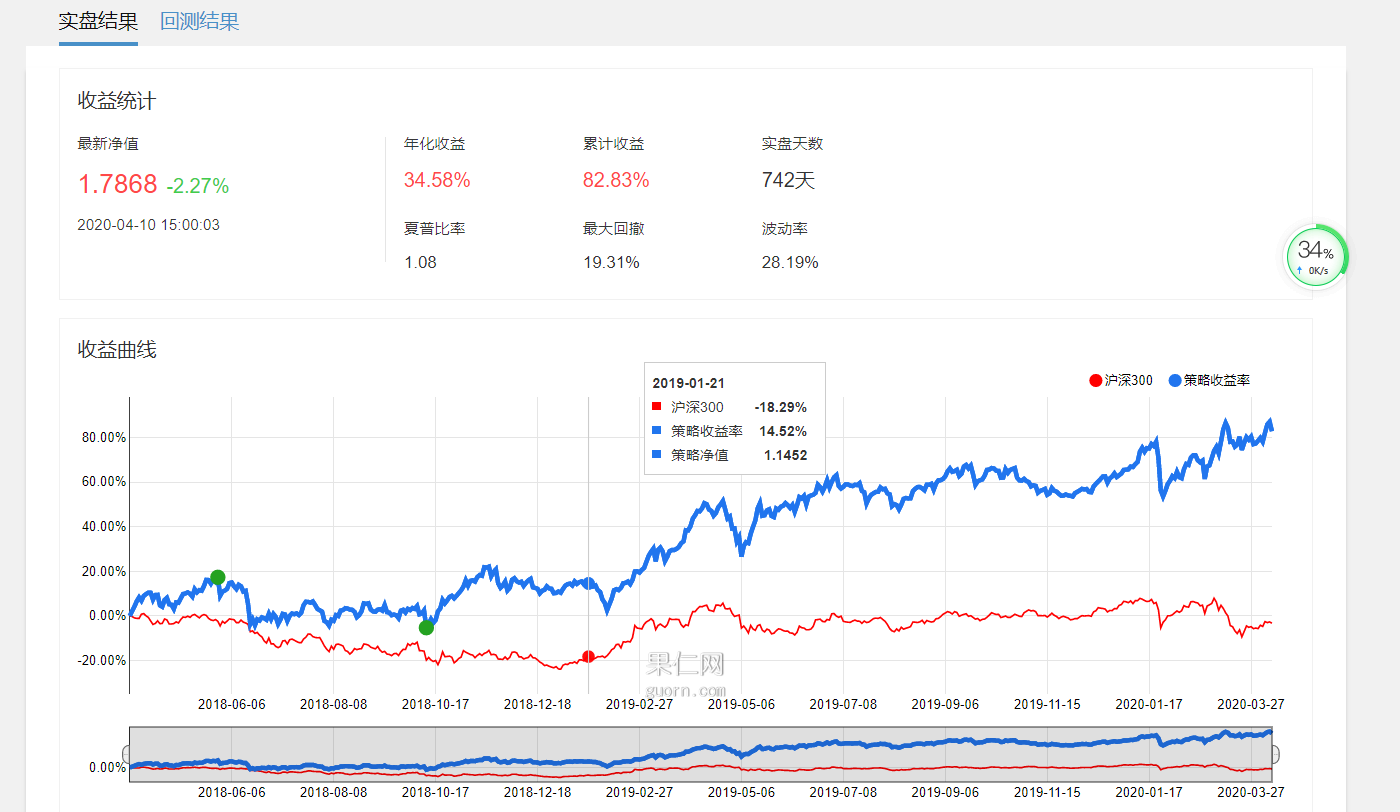 实盘结果 回测结果
收益统计
最新净值 年化收益 累计收益 实盘天数
1.7868 -2.27% 34.58% 82.83% 742天
2020-04-10 15:00:03 夏普比率 最大回撤 波动率
1.08 19.31% 28.19%
34%
↑ 0K/s
收益曲线
沪深300 策略收益率
2019-01-21
沪深300 -18.29%
策略收益率 14.52%
策略净值 1.1452
80.00%
60.00%
40.00%
20.00%
0.00%
-20.00%
果仁网
guorn.com
2018-06-06 2018-08-08 2018-10-17 2018-12-18 2019-02-27 2019-05-06 2019-07-08 2019-09-06 2019-11-15 2020-01-17 2020-03-27
0.00%
2018-06-06 2018-08-08 2018-10-17 2018-12-18 2019-02-27 2019-05-06 2019-07-08 2019-09-06 2019-11-15 2020-01-17 2020-03-27